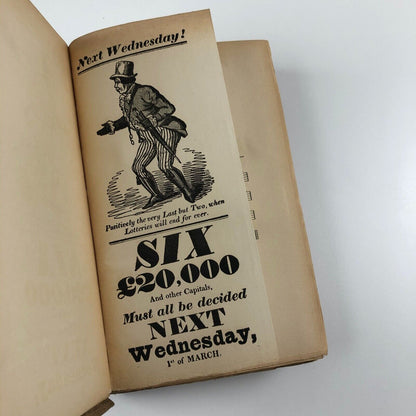 Next Wednesday!
Positively the very Last but Two, when
Lotteries will end for ever.
SIX
£20,000
And other Capitals,
Must all be decided
NEXT
Wednesday,
1st of MARCH.